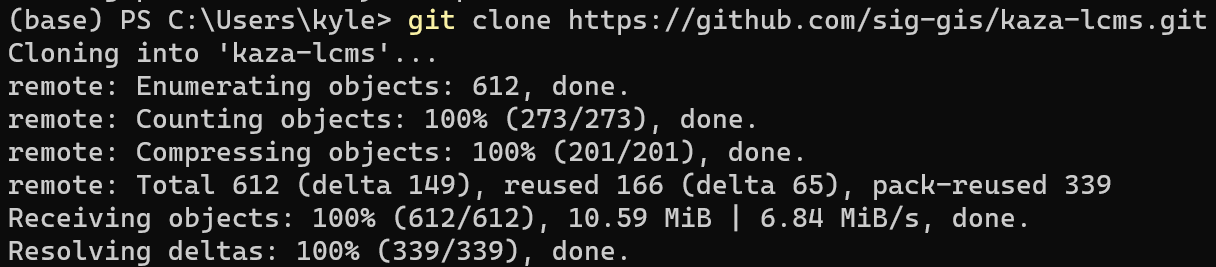 (base) PS C:\Users\kyle> git clone https://github.com/sig-gis/kaza-lcms.git
Cloning into 'kaza-lcms'...
remote: Enumerating objects: 612, done.
remote: Counting objects: 100% (273/273), done.
remote: Compressing objects: 100% (201/201), done.
remote: Total 612 (delta 149), reused 166 (delta 65), pack-reused 339
Receiving objects: 100% (612/612), 10.59 MiB | 6.84 MiB/s, done.
Resolving deltas: 100% (339/339), done.